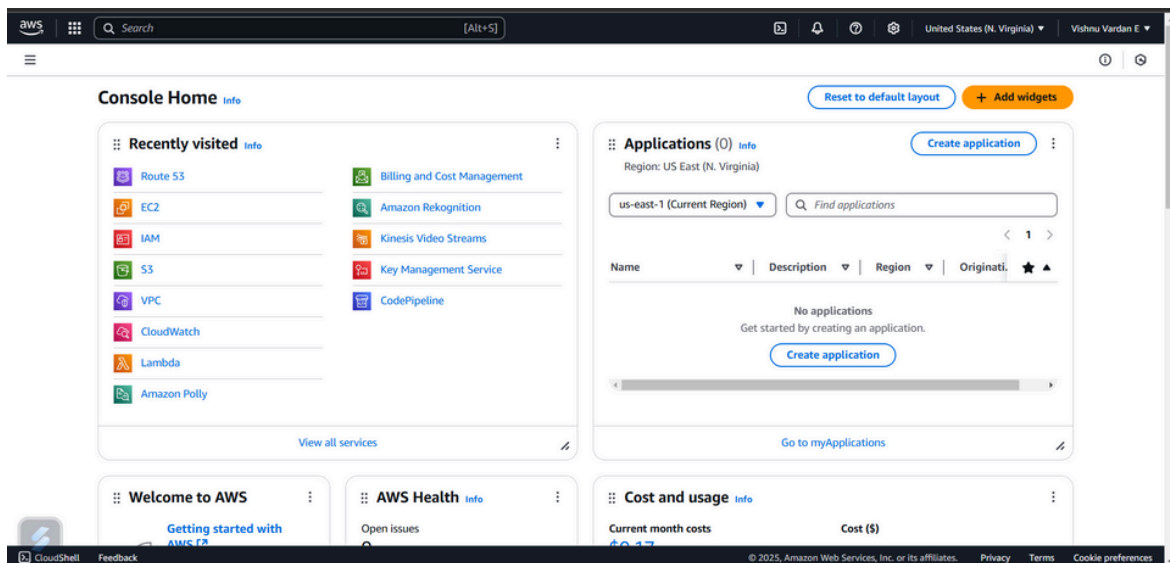 aws
Search [Alt+S]
United States (N. Virginia)
Vishnu Vardan E
Console Home Info
Reset to default layout
+ Add widgets
Recently visited Info
Route 53
EC2
IAM
S3
VPC
CloudWatch
Lambda
Amazon Polly
Billing and Cost Management
Amazon Rekognition
Kinesis Video Streams
Key Management Service
CodePipeline
View all services
Applications (0) Info
Region: US East (N. Virginia)
Create application
us-east-1 (Current Region)
Find applications
1
Name Description Region Originati.
No applications
Get started by creating an application.
Create application
Go to myApplications
Welcome to AWS
Getting started with
AWS
AWS Health Info
Open issues
Cost and usage Info
Current month costs
Cost ($)
CloudShell Feedback
© 2025, Amazon Web Services, Inc. or its affiliates. Privacy Terms Cookie preferences